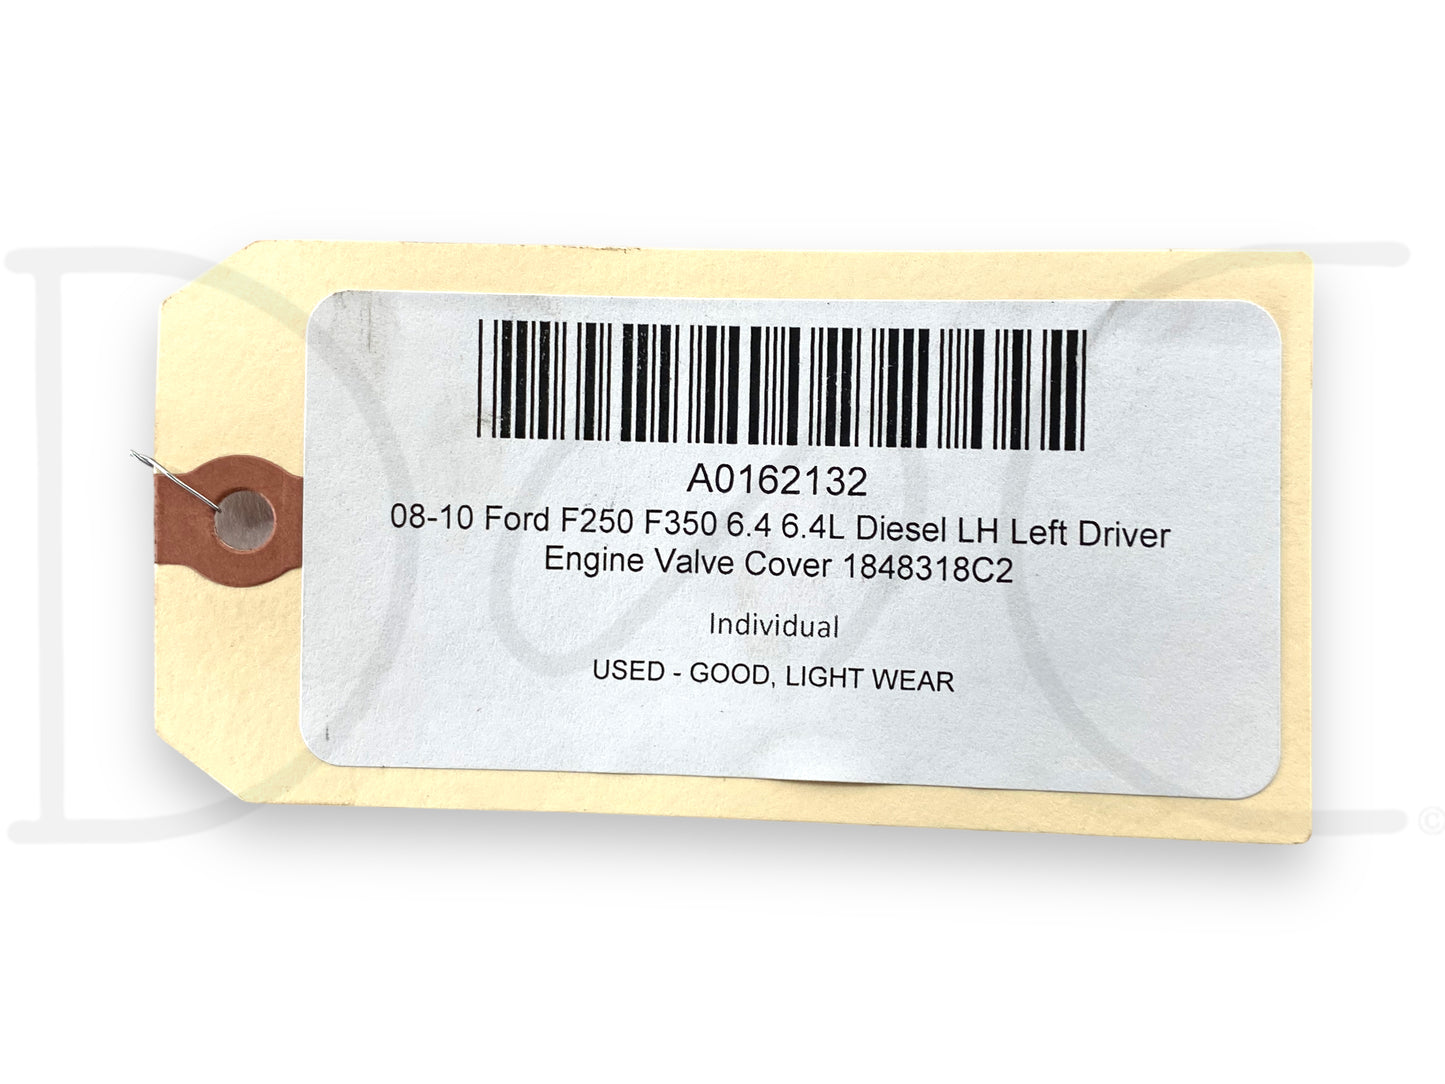 A0162132
08-10 Ford F250 F350 6.4 6.4L Diesel LH Left Driver
Engine Valve Cover 1848318C2
Individual
USED - GOOD, LIGHT WEAR
©